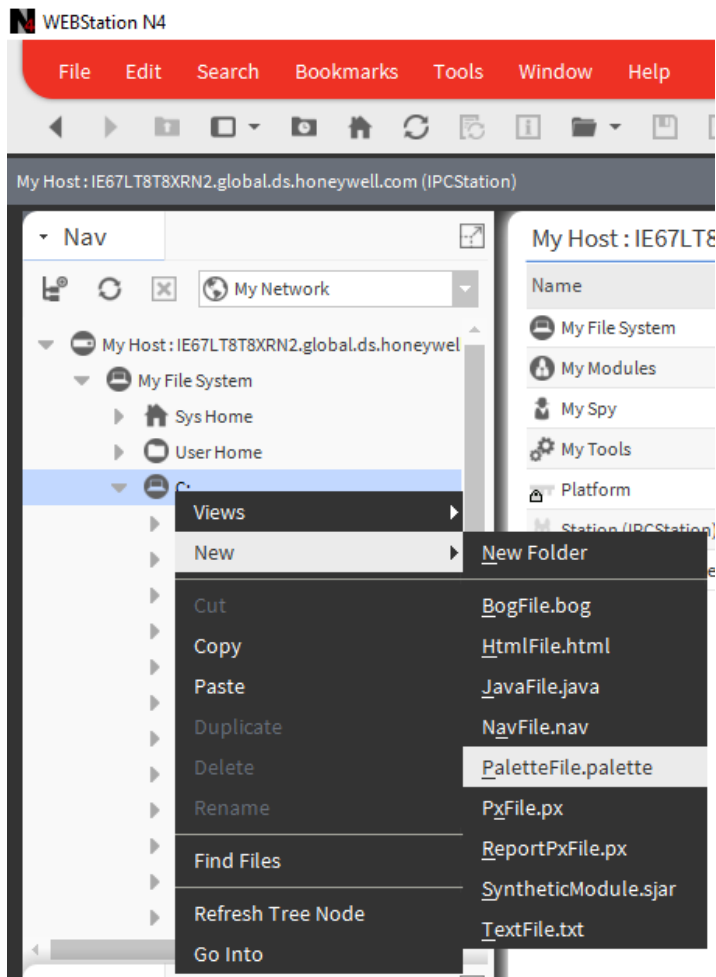 WEBStation N4
File Edit Search Bookmarks Tools Window Help
My Host : IE67LT8T8XRN2.global.ds.honeywell.com (IPCStation)
Nav
My Network
My Host : IE67LT8T8XRN2.global.ds.honeywel
My File System
Sys Home
User Home
C:
My Host : IE67LT8
Name
My File System
My Modules
My Spy
My Tools
Platform
Station (IPCStation)
Views
New
Cut
Copy
Paste
Duplicate
Delete
Rename
Find Files
Refresh Tree Node
Go Into
New Folder
BogFile.bog
HtmlFile.html
JavaFile.java
NavFile.nav
PaletteFile.palette
PxFile.px
ReportPxFile.px
SyntheticModule.sjar
TextFile.txt